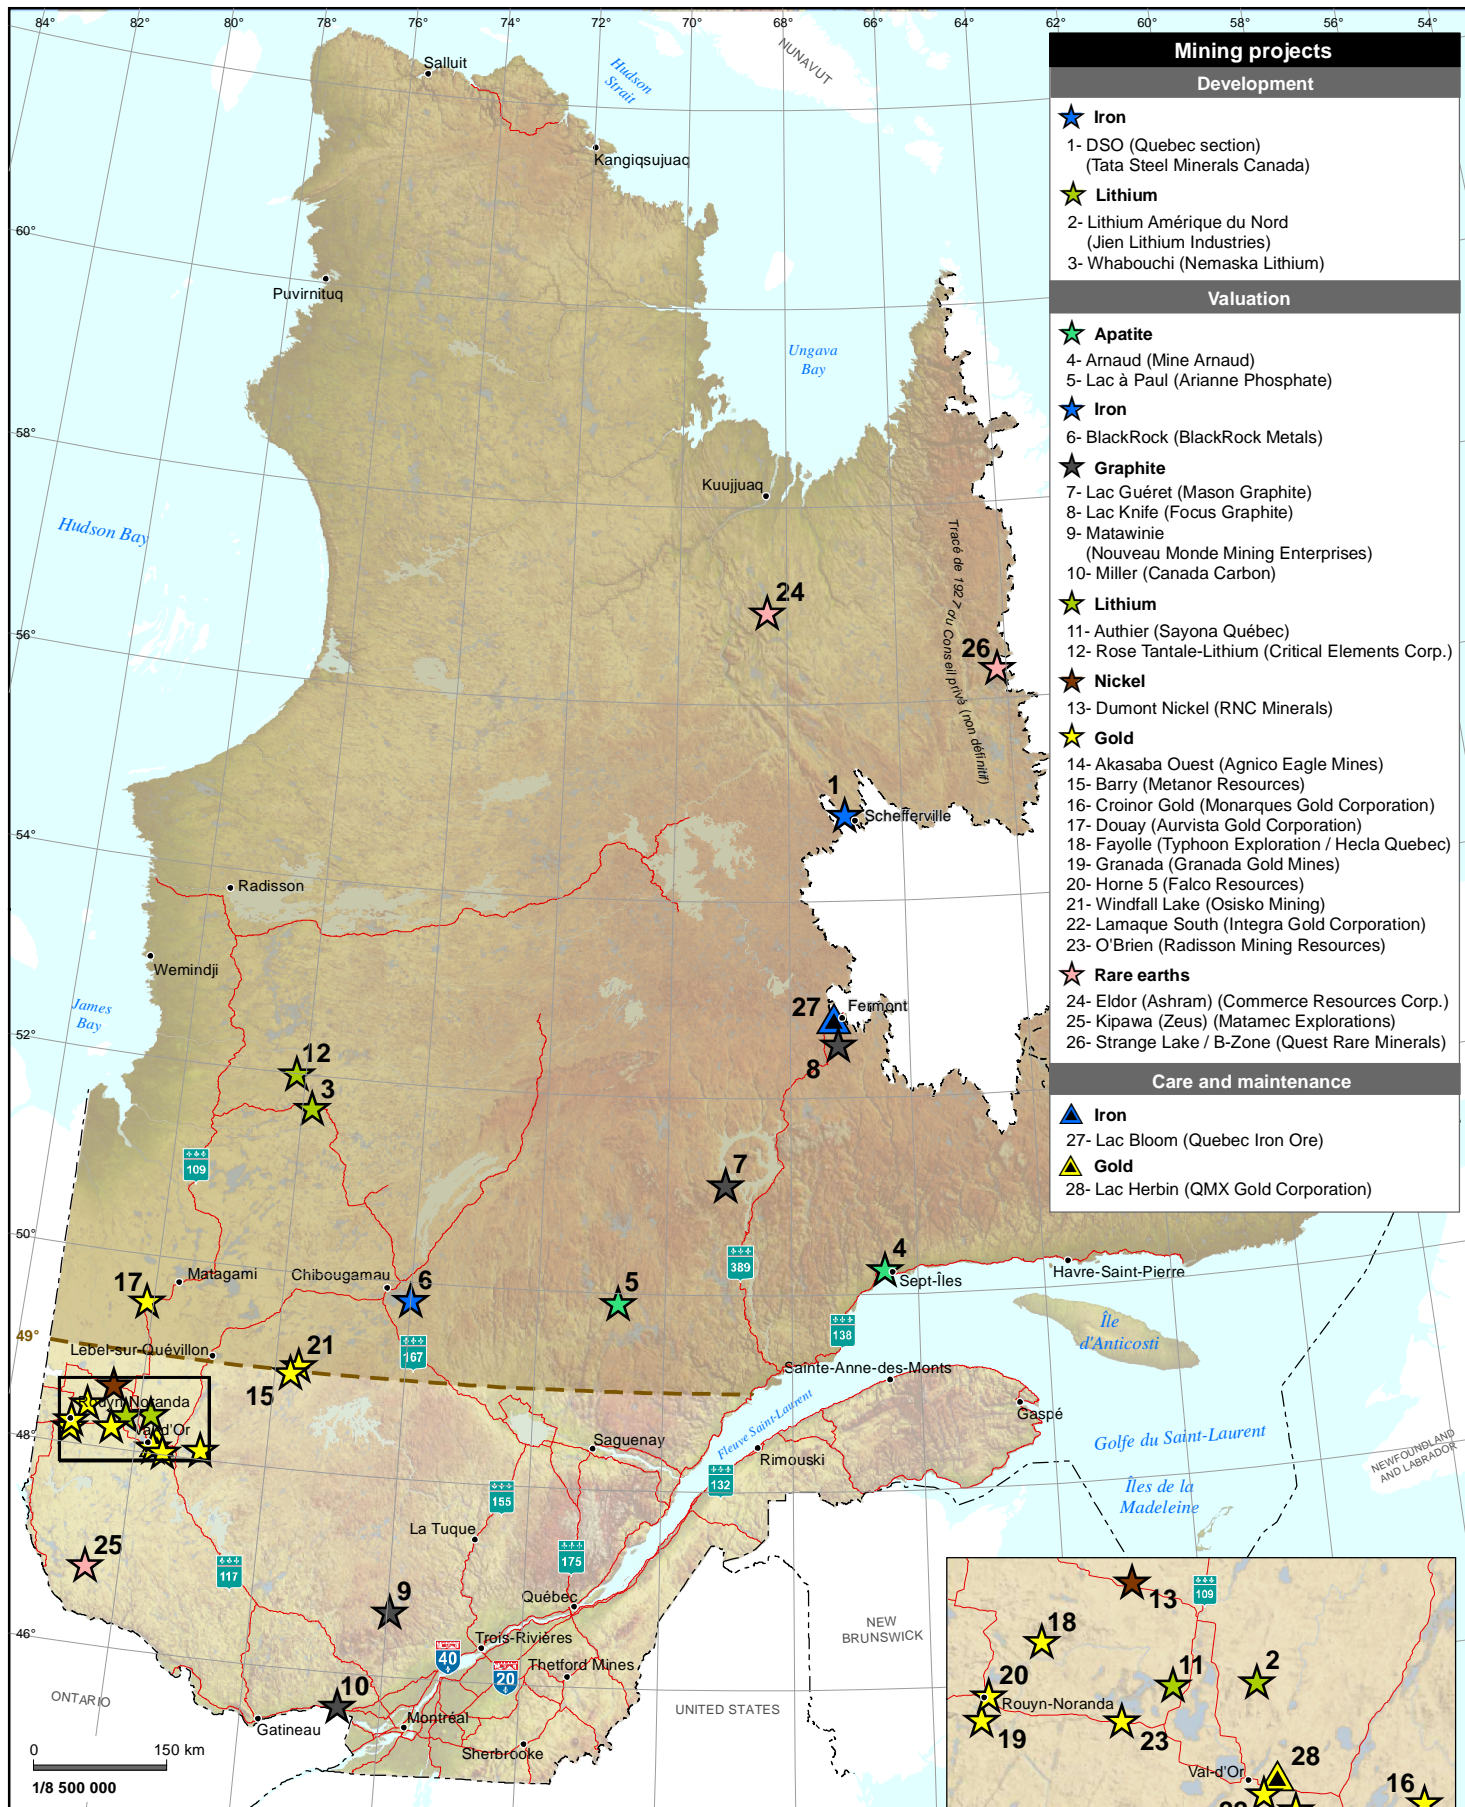 84°
82°
80°
78°
76°
74°
72°
70°
68°
66°
64°
62°
60°
58°
56°
54°
Mining projects
Development
Iron
1- DSO (Quebec section)
(Tata Steel Minerals Canada)
Lithium
2- Lithium Amérique du Nord
(Jien Lithium Industries)
3- Whabouchi (Nemaska Lithium)
Valuation
Apatite
4- Arnaud (Mine Arnaud)
5- Lac à Paul (Arianne Phosphate)
Iron
6- BlackRock (BlackRock Metals)
Graphite
7- Lac Guéret (Mason Graphite)
8- Lac Knife (Focus Graphite)
9- Matawinie
(Nouveau Monde Mining Enterprises)
10- Miller (Canada Carbon)
Lithium
11- Authier (Sayona Québec)
12- Rose Tantale-Lithium (Critical Elements Corp.)
Nickel
13- Dumont Nickel (RNC Minerals)
Gold
14- Akasaba Ouest (Agnico Eagle Mines)
15- Barry (Metanor Resources)
16- Croinor Gold (Monarques Gold Corporation)
17- Douay (Aurvista Gold Corporation)
18- Fayolle (Typhoon Exploration / Hecla Quebec)
19- Granada (Granada Gold Mines)
20- Horne 5 (Falco Resources)
21- Windfall Lake (Osisko Mining)
22- Lamaque South (Integra Gold Corporation)
23- O'Brien (Radisson Mining Resources)
Rare earths
24- Eldor (Ashram) (Commerce Resources Corp.)
25- Kipawa (Zeus) (Matamec Explorations)
26- Strange Lake / B-Zone (Quest Rare Minerals)
Care and maintenance
Iron
27- Lac Bloom (Quebec Iron Ore)
Gold
28- Lac Herbin (QMX Gold Corporation)
Salluit
Hudson
Strait
NUNAVUT
Kangiqsujuaq
60°
Puvirnituq
Ungava
Bay
58°
Kuujjuaq
Hudson Bay
Tracé de 1927 du Conseil privé (non définitif)
24
56°
26
1
Schefferville
54°
Radisson
Wemindji
James
Bay
27
Fermont
52°
12
8
3
109
7
50°
389
4
Sept-Îles
Havre-Saint-Pierre
Matagami
Chibougamau
17
6
5
Île
d'Anticosti
138
49°
Lebel-sur-Quévillon
21
167
15
Sainte-Anne-des-Monts
Rouyn-Noranda
Val-d'Or
Gaspé
48°
Saguenay
Fleuve Saint-Laurent
Rimouski
Golfe du Saint-Laurent
NEWFOUNDLAND
AND LABRADOR
132
155
Îles de la
Madeleine
La Tuque
25
175
117
9
Québec
46°
Trois-Rivières
40
Thetford Mines
20
NEW
BRUNSWICK
ONTARIO
10
Montréal
Gatineau
UNITED STATES
Sherbrooke
0
150 km
1/8 500 000
13
109
18
11
2
20
Rouyn-Noranda
19
23
28
Val-d'Or
16